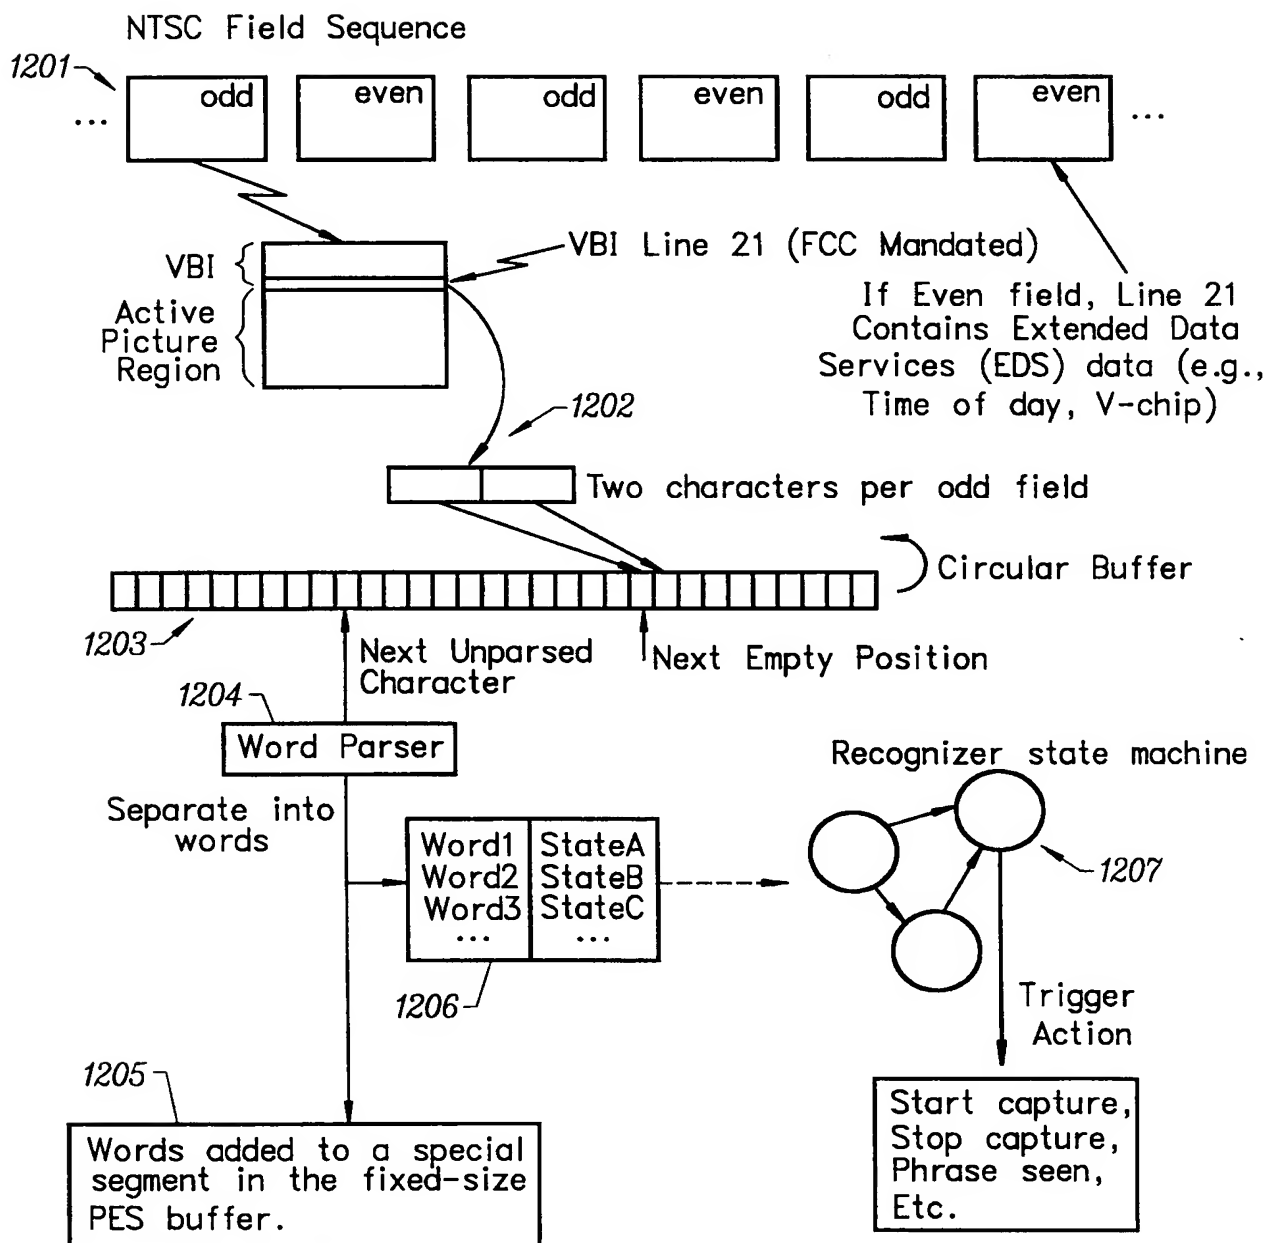 NTSC Field Sequence
1201
... odd even odd even odd even ...
VBI
VBI Line 21 (FCC Mandated)
Active
Picture
Region
If Even field, Line 21
Contains Extended Data
Services (EDS) data (e.g.,
Time of day, V-chip)
1202
Two characters per odd field
Circular Buffer
1203
Next Unparsed
Character
Next Empty Position
1204
Word Parser
Separate into
words
Recognizer state machine
Word1 StateA
Word2 StateB
Word3 StateC
... ...
1206
1207
Trigger
Action
1205
Words added to a special
segment in the fixed-size
PES buffer.
Start capture,
Stop capture,
Phrase seen,
Etc.